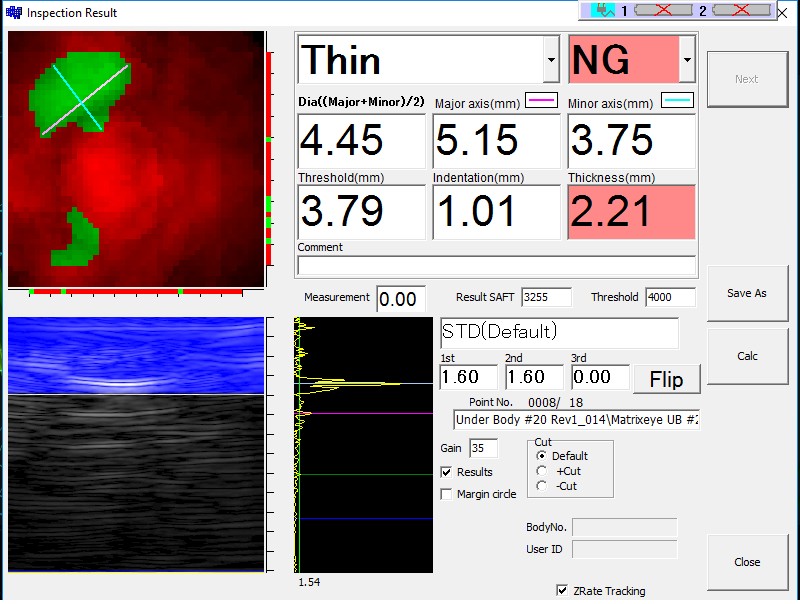 Inspection Result
1 2
Thin NG
Next
Dia((Major+Minor)/2) Major axis(mm) Minor axis(mm)
4.45 5.15 3.75
Threshold(mm) Indentation(mm) Thickness(mm)
3.79 1.01 2.21
Comment
Measurement 0.00 Result SAFT 3255 Threshold 4000
Save As
STD(Default)
Calc
1st 2nd 3rd
1.60 1.60 0.00 Flip
Point No. 0008/ 18
Under Body #20 Rev1_014\Matrixeye UB #2
Gain 35
Cut
Default
Results
+Cut
-Cut
Margin circle
BodyNo.
User ID
Close
1.54
ZRate Tracking